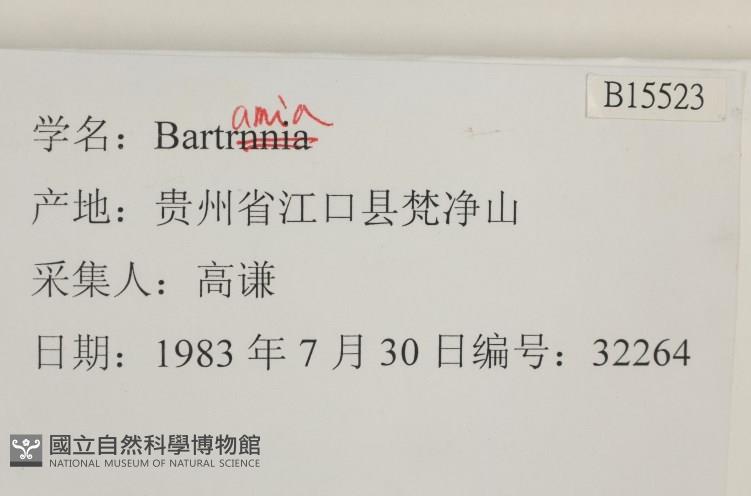 B15523
amia
学名：Bartrnnia
产地：贵州省江口县梵净山
采集人：高谦
日期：1983 年 7 月 30 日编号：32264
國立自然科學博物館
NATIONAL MUSEUM OF NATURAL SCIENCE